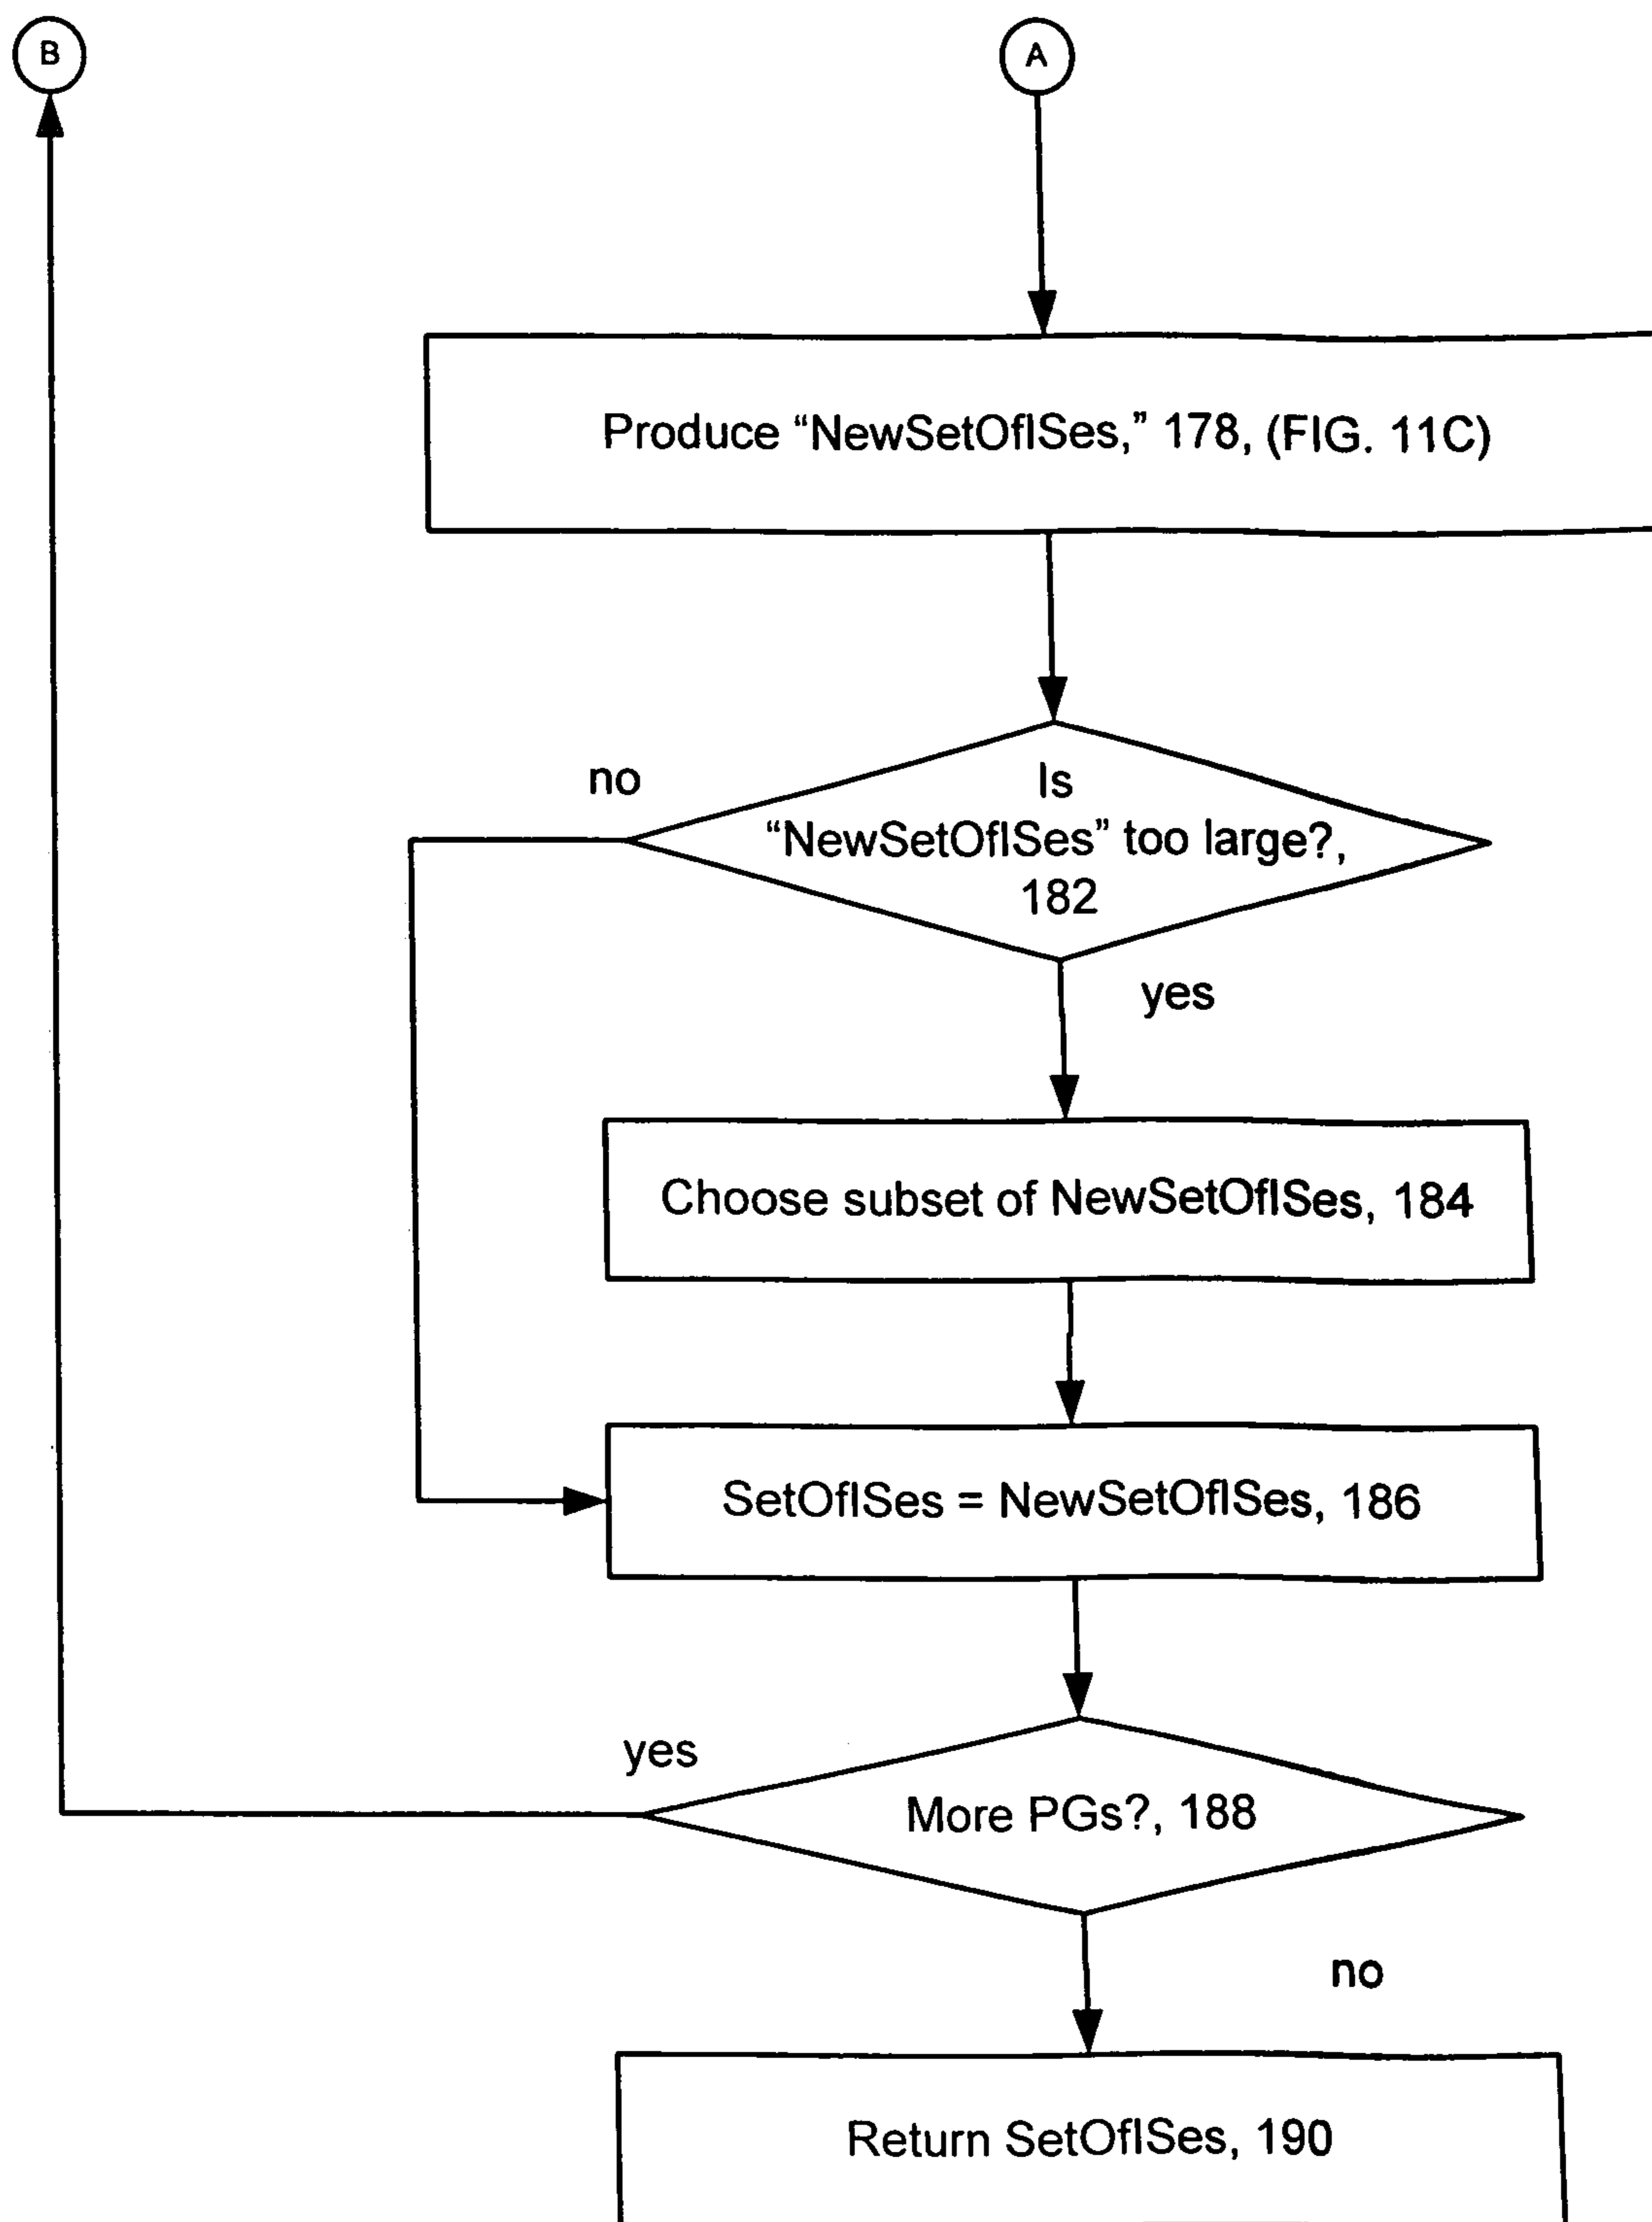 B
A
Produce “NewSetOfISes,” 178, (FIG. 11C)
no
Is
“NewSetOfISes” too large?,
182
yes
Choose subset of NewSetOfISes, 184
SetOfISes = NewSetOfISes, 186
yes
More PGs?, 188
no
Return SetOfISes, 190